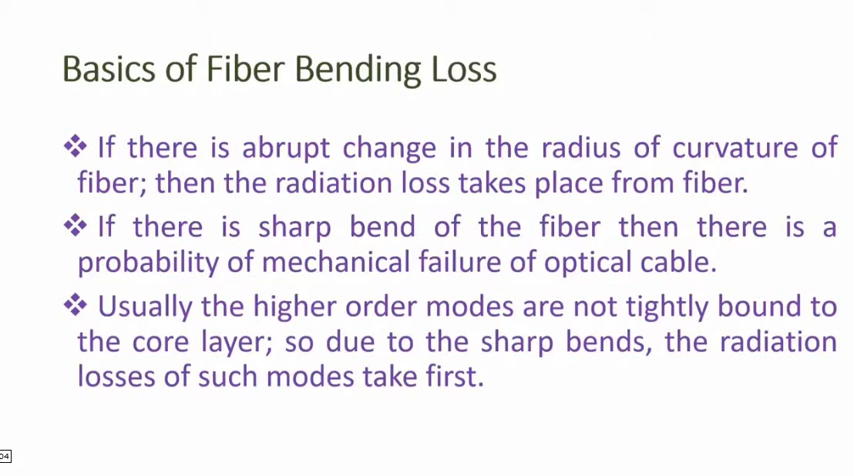 Basics of Fiber Bending Loss
❖ If there is abrupt change in the radius of curvature of
fiber; then the radiation loss takes place from fiber.
❖ If there is sharp bend of the fiber then there is a
probability of mechanical failure of optical cable.
❖ Usually the higher order modes are not tightly bound to
the core layer; so due to the sharp bends, the radiation
losses of such modes take first.
04